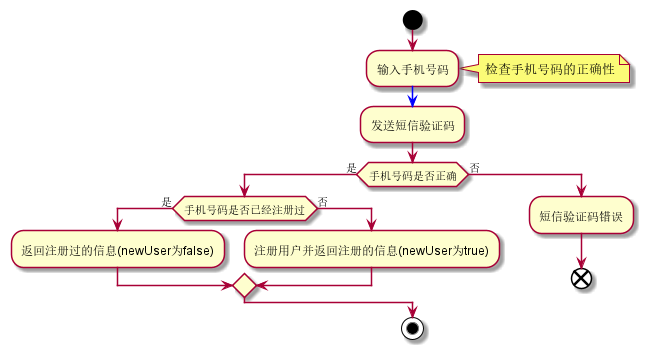 输入手机号码
检查手机号码的正确性
发送短信验证码
是
手机号码是否正确
否
是
手机号码是否已经注册过
否
短信验证码错误
返回注册过的信息(newUser为false)
注册用户并返回注册的信息(newUser为true)